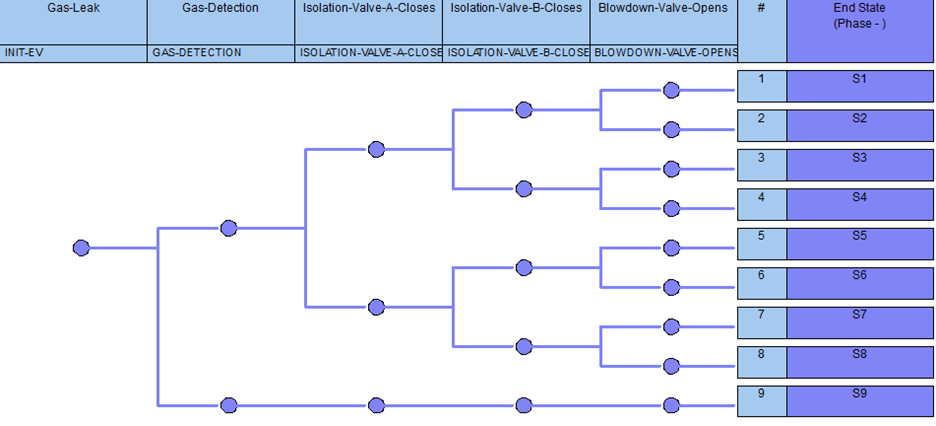 Gas-Leak Gas-Detection Isolation-Valve-A-Closes Isolation-Valve-B-Closes Blowdown-Valve-Opens # End State
(Phase - )
INIT-EV GAS-DETECTION ISOLATION-VALVE-A-CLOSE ISOLATION-VALVE-B-CLOSE BLOWDOWN-VALVE-OPENS
1 S1
2 S2
3 S3
4 S4
5 S5
6 S6
7 S7
8 S8
9 S9